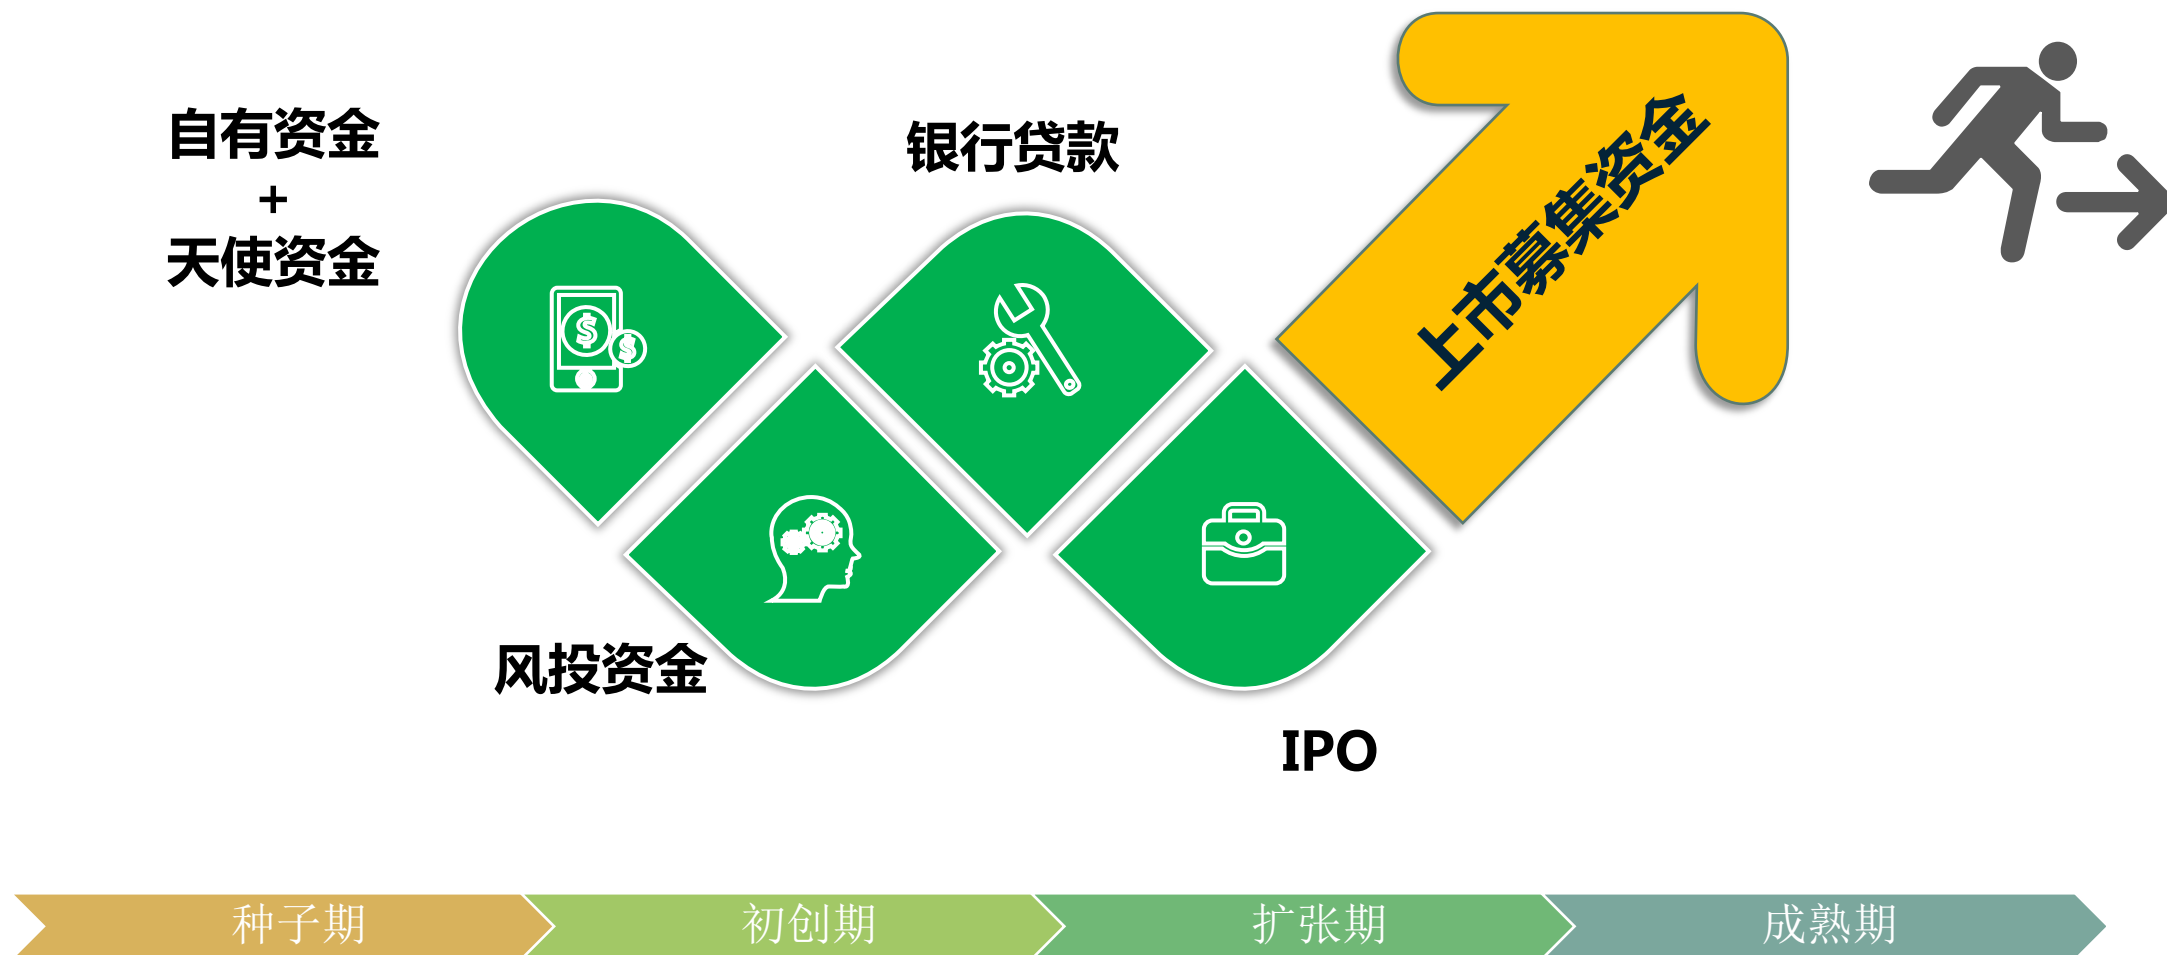 自有资金
+
天使资金
银行贷款
上市募集资金
风投资金
IPO
种子期
初创期
扩张期
成熟期